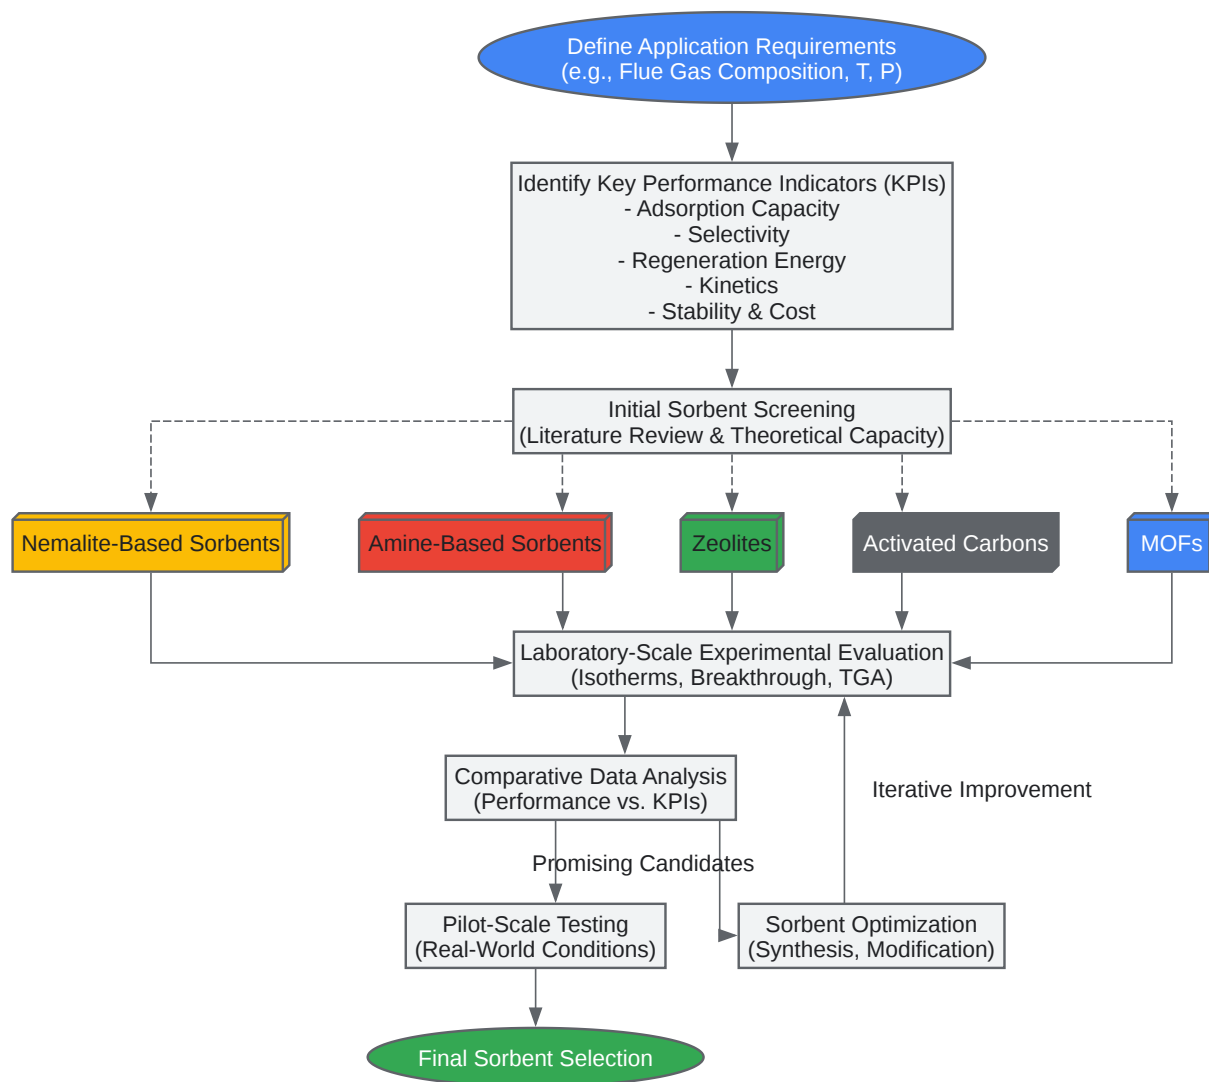 Define Application Requirements
(e.g., Flue Gas Composition, T, P)
Identify Key Performance Indicators (KPIs)
- Adsorption Capacity
- Selectivity
- Regeneration Energy
- Kinetics
- Stability & Cost
Initial Sorbent Screening
(Literature Review & Theoretical Capacity)
Nemalite-Based Sorbents
Amine-Based Sorbents
Zeolites
Activated Carbons
MOFs
Laboratory-Scale Experimental Evaluation
(Isotherms, Breakthrough, TGA)
Comparative Data Analysis
(Performance vs. KPIs)
Iterative Improvement
Promising Candidates
Pilot-Scale Testing
(Real-World Conditions)
Sorbent Optimization
(Synthesis, Modification)
Final Sorbent Selection